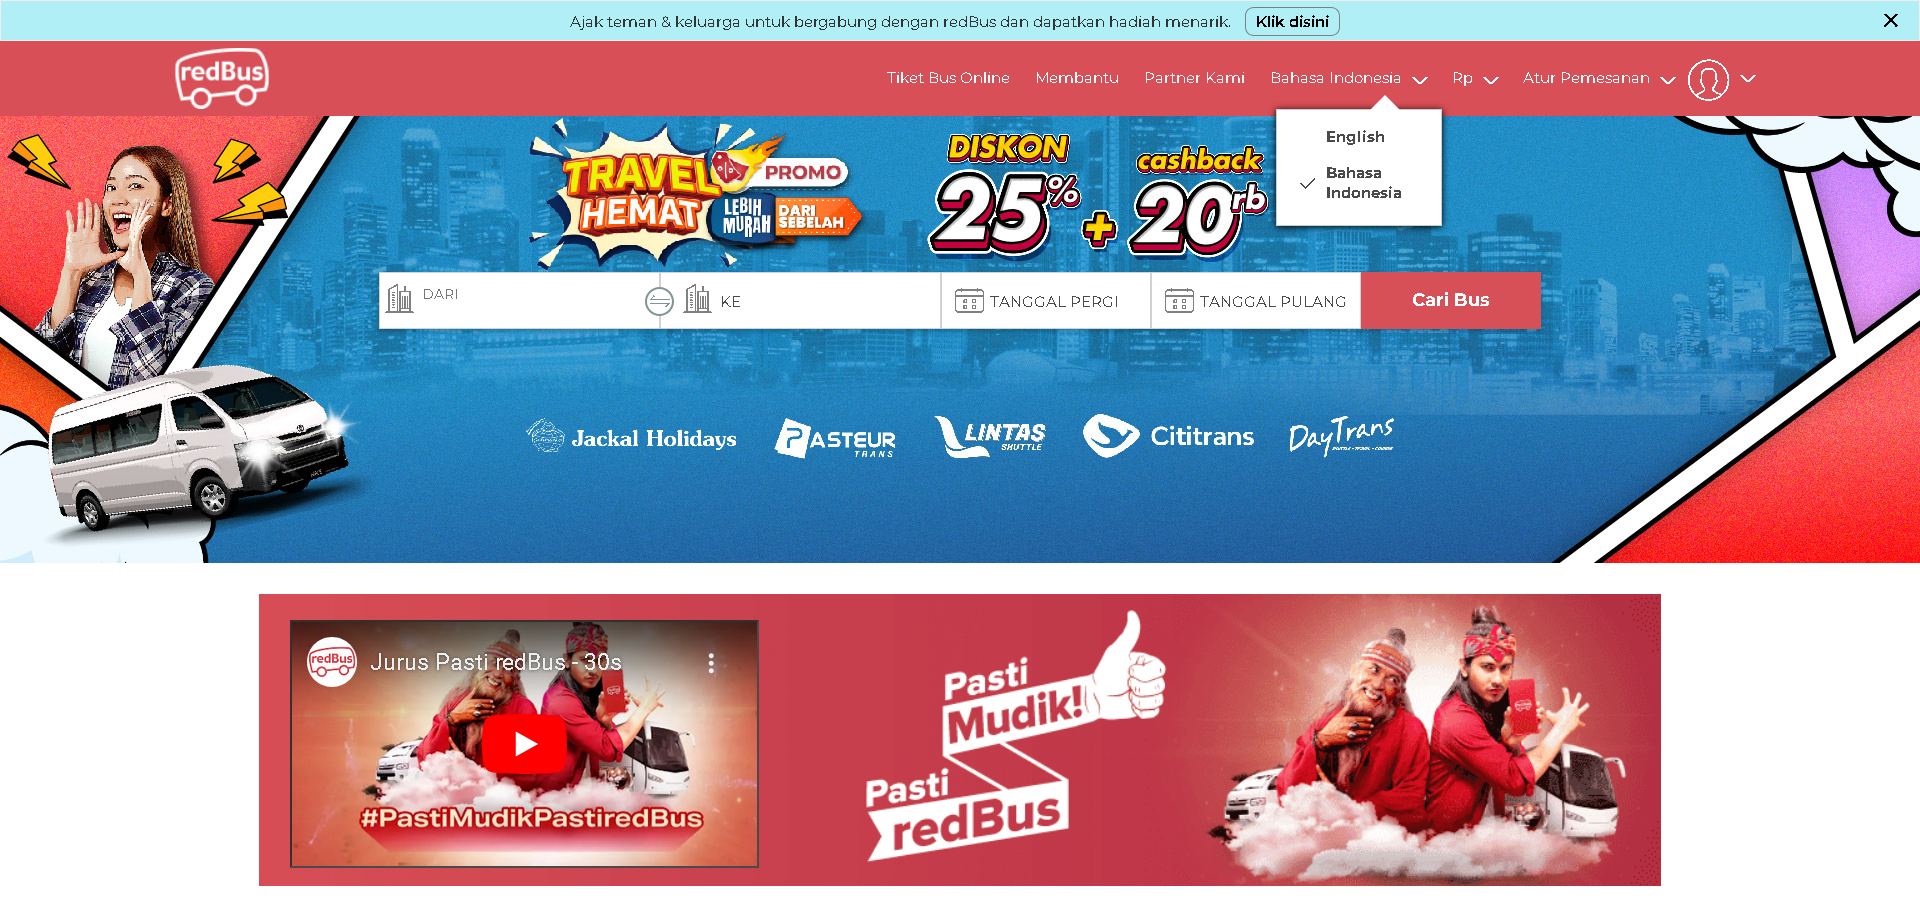 Ajak teman & keluarga untuk bergabung dengan redBus dan dapatkan hadiah menarik. Klik disini
redBus
Tiket Bus Online Membantu Partner Kami Bahasa Indonesia Rp Atur Pemesanan
English
Bahasa
Indonesia
TRAVEL
HEMAT
% PROMO
LEBIH
MURAH
DARI
SEBELAH
DISKON
25%
+
cashback
20rb
DARI
KE
TANGGAL PERGI
TANGGAL PULANG
Cari Bus
Jackal Holidays
PASTEUR
TRANS
LINTAS
SHUTTLE
Cititrans
DayTrans
redBus
Jurus Pasti redBus - 30s
#PastiMudikPastiredBus
Pasti
Mudik!
Pasti
redBus